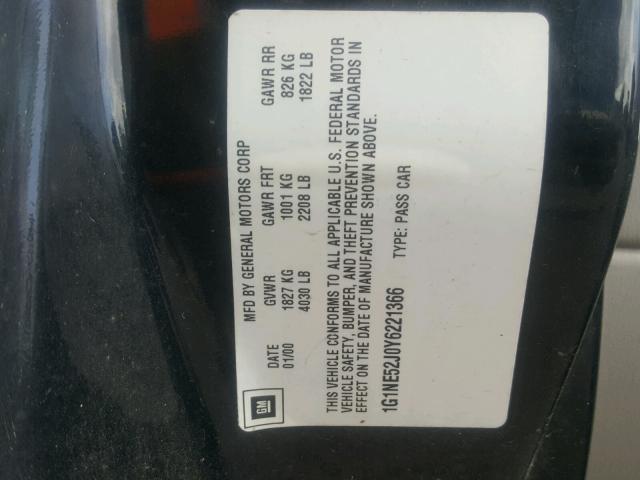 GM
MFD BY GENERAL MOTORS CORP
DATE GVWR GAWR FRT GAWR RR
01/00 1827 KG 1001 KG 826 KG
4030 LB 2208 LB 1822 LB
THIS VEHICLE CONFORMS TO ALL APPLICABLE U.S. FEDERAL MOTOR
VEHICLE SAFETY, BUMPER, AND THEFT PREVENTION STANDARDS IN
EFFECT ON THE DATE OF MANUFACTURE SHOWN ABOVE.
1G1NE52J0Y6221366 TYPE: PASS CAR